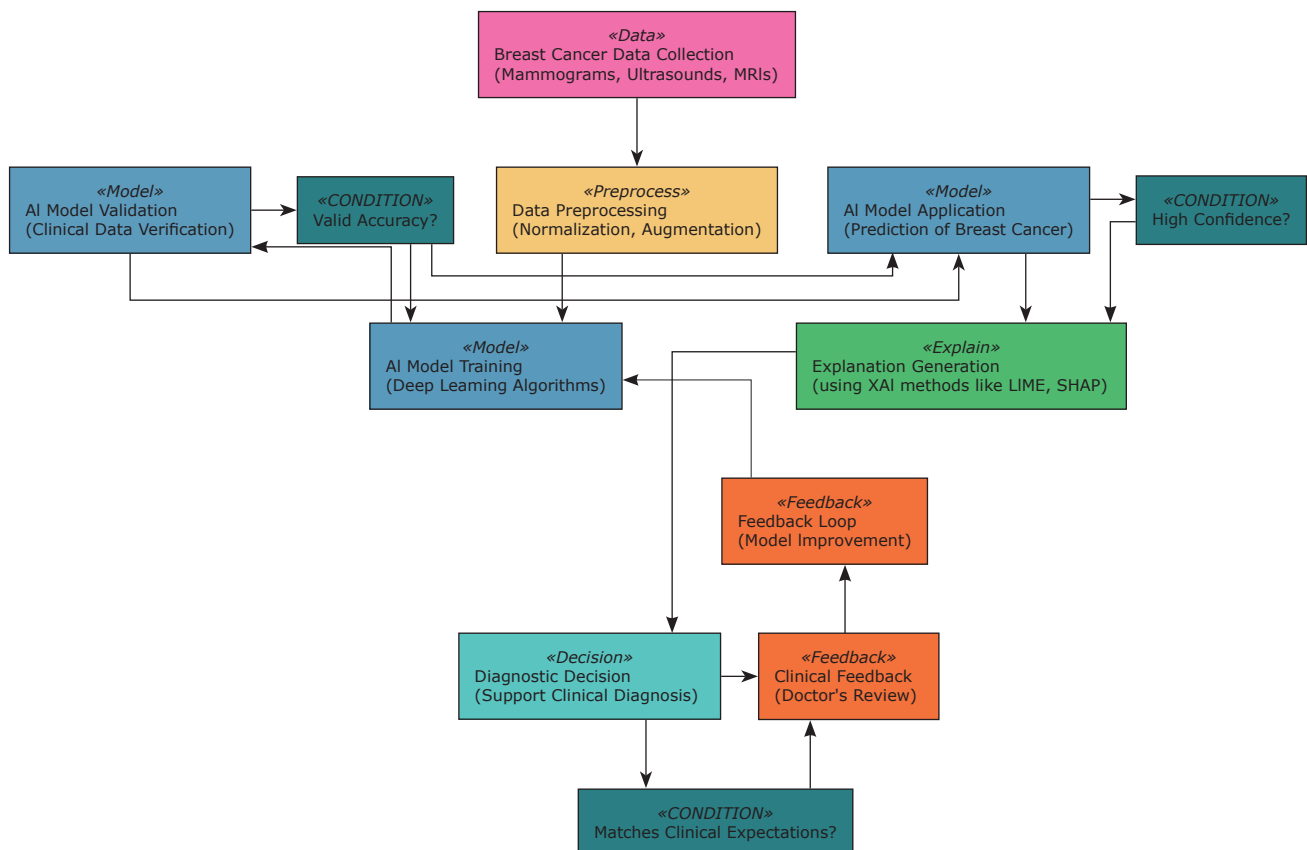 «Data»
Breast Cancer Data Collection
(Mammograms, Ultrasounds, MRIs)
«Model»
AI Model Validation
(Clinical Data Verification)
«CONDITION»
Valid Accuracy?
«Preprocess»
Data Preprocessing
(Normalization, Augmentation)
«Model»
AI Model Application
(Prediction of Breast Cancer)
«CONDITION»
High Confidence?
«Model»
AI Model Training
(Deep Learning Algorithms)
«Explain»
Explanation Generation
(using XAI methods like LIME, SHAP)
«Feedback»
Feedback Loop
(Model Improvement)
«Decision»
Diagnostic Decision
(Support Clinical Diagnosis)
«Feedback»
Clinical Feedback
(Doctor's Review)
«CONDITION»
Matches Clinical Expectations?